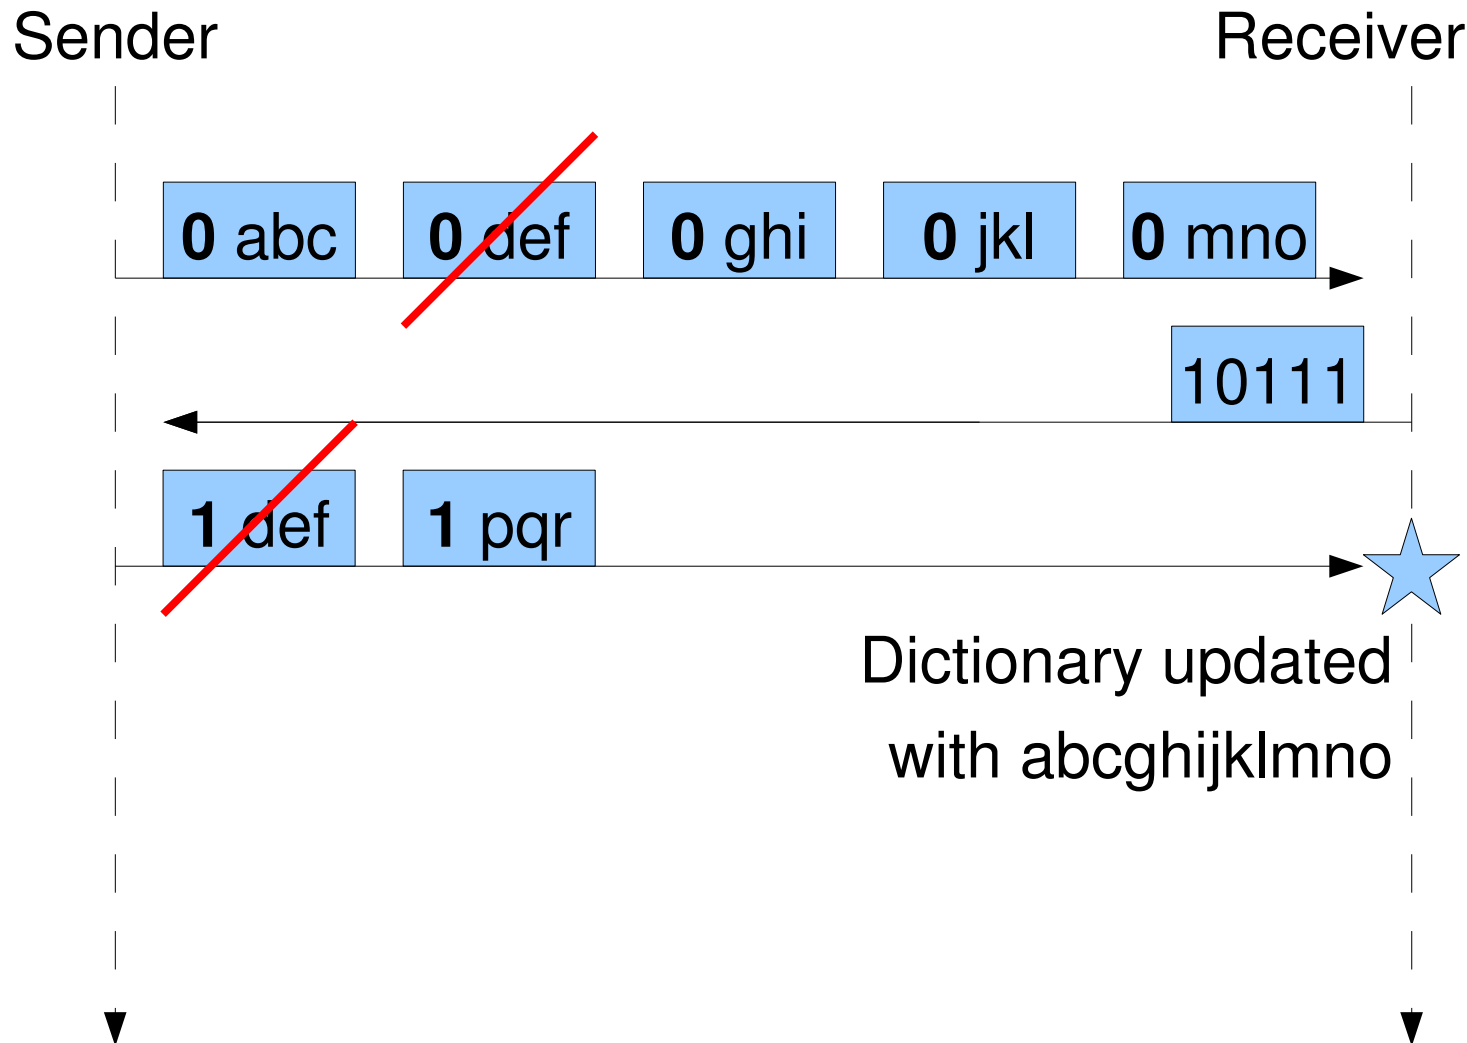 Sender
Receiver
0 abc
0 def
0 ghi
0 jkl
0 mno
10111
1 def
1 pqr
Dictionary updated
with abcghijklmno